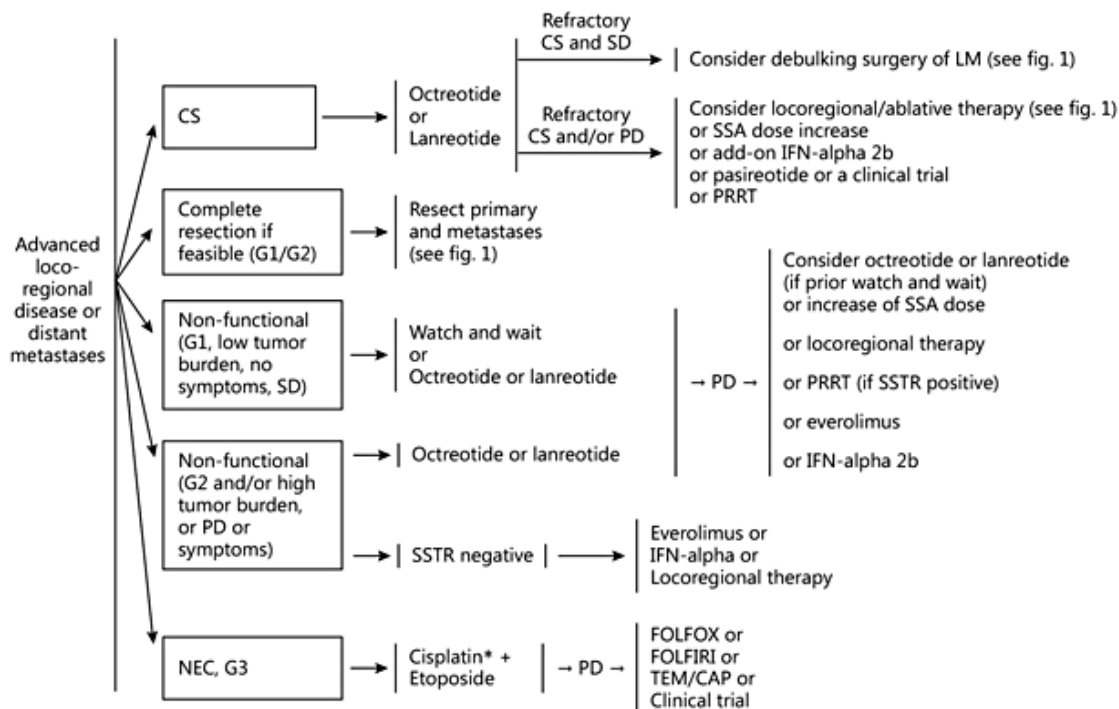 Advanced
loco-
regional
disease or
distant
metastases
CS
Octreotide
or
Lanreotide
Refractory
CS and SD
Consider debulking surgery of LM (see fig. 1)
Refractory
CS and/or PD
Consider locoregional/ablative therapy (see fig. 1)
or SSA dose increase
or add-on IFN-alpha 2b
or pasireotide or a clinical trial
or PRRT
Complete
resection if
feasible (G1/G2)
Resect primary
and metastases
(see fig. 1)
Non-functional
(G1, low tumor
burden, no
symptoms, SD)
Watch and wait
or
Octreotide or lanreotide
Non-functional
(G2 and/or high
tumor burden,
or PD or
symptoms)
Octreotide or lanreotide
→ PD →
Consider octreotide or lanreotide
(if prior watch and wait)
or increase of SSA dose
or locoregional therapy
or PRRT (if SSTR positive)
or everolimus
or IFN-alpha 2b
SSTR negative
Everolimus or
IFN-alpha or
Locoregional therapy
NEC, G3
Cisplatin* +
Etoposide
→ PD →
FOLFOX or
FOLFIRI or
TEM/CAP or
Clinical trial